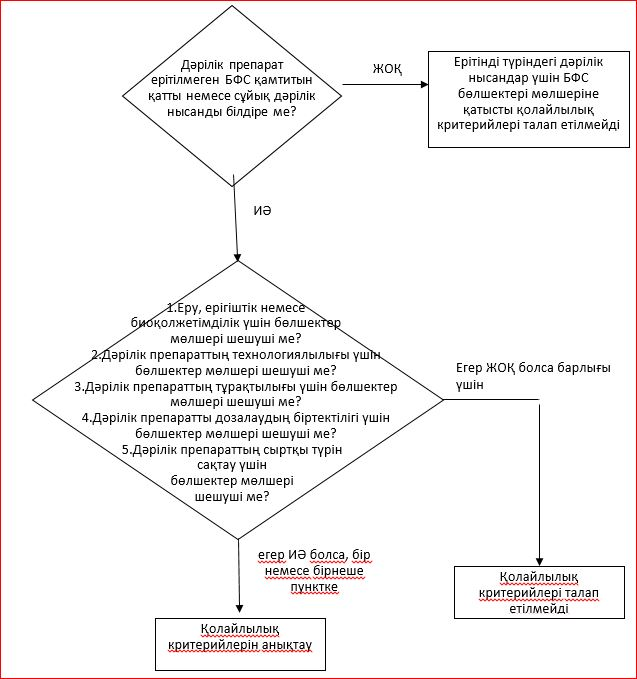 Дәрілік препарат
ерітілмеген БФС қамтитын
қатты немесе сұйық дәрілік
нысанды білдіре ме?
ЖОҚ
Ерітінді түріндегі дәрілік
нысандар үшін БФС
бөлшектері мөлшеріне
қатысты қолайлылық
критерийлері талап етілмейді
ИӘ
1.Еру, ерігіштік немесе
биоқолжетімділік үшін бөлшектер
мөлшері шешуші ме?
2.Дәрілік препараттың технологиялылығы үшін
бөлшектер мөлшері шешуші ме?
3.Дәрілік препараттың тұрақтылығы үшін бөлшектер
мөлшері шешуші ме?
4.Дәрілік препаратты дозалаудың біртектілігі үшін
бөлшектер мөлшері шешуші ме?
5.Дәрілік препараттың сыртқы түрін
сақтау үшін
бөлшектер мөлшері
шешуші ме?
Егер ЖОҚ болса барлығы
үшін
егер ИӘ болса, бір
немесе бірнеше
пунктке
Қолайлылық
критерийлері талап
етілмейді
Қолайлылық
критерийлерін анықтау